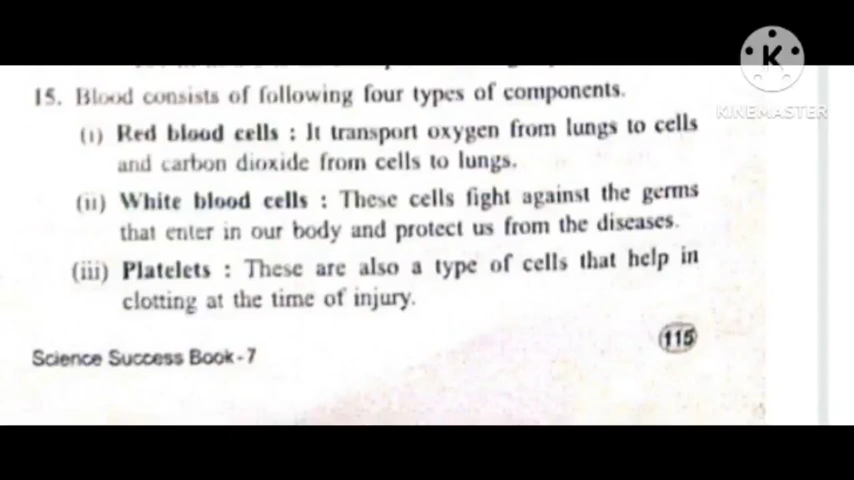 K
KINEMASTER
15. Blood consists of following four types of components.
(i) Red blood cells : It transport oxygen from lungs to cells
and carbon dioxide from cells to lungs.
(ii) White blood cells : These cells fight against the germs
that enter in our body and protect us from the diseases.
(iii) Platelets : These are also a type of cells that help in
clotting at the time of injury.
115
Science Success Book-7